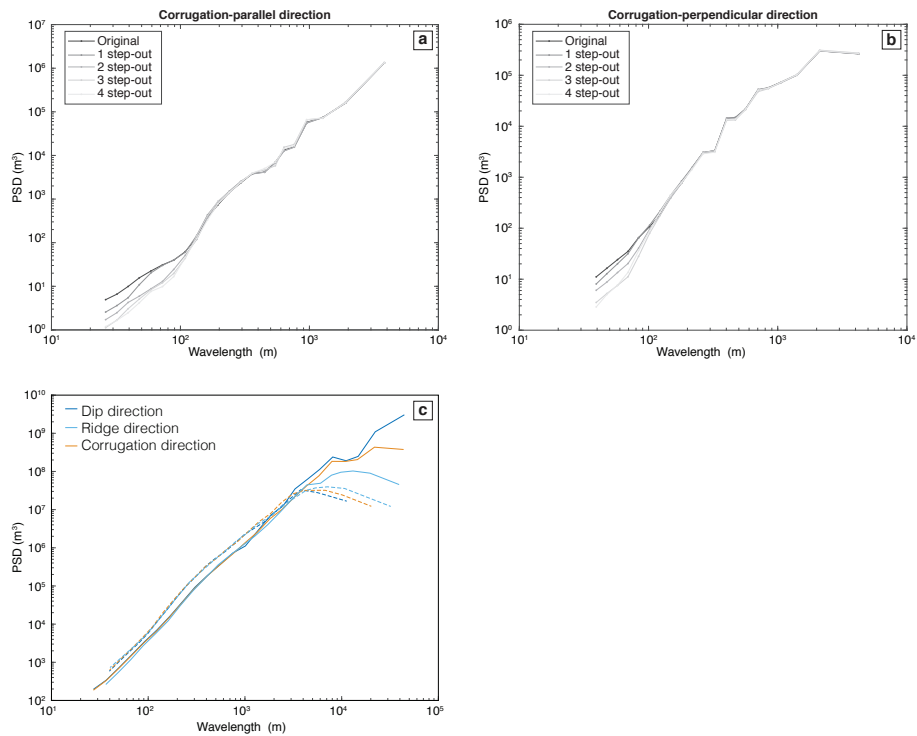 Corrugation-parallel direction
a
Original
1 step-out
2 step-out
3 step-out
4 step-out
PSD (m³)
10⁷
10⁶
10⁵
10⁴
10³
10²
10¹
10⁰
10¹ 10² 10³ 10⁴
Wavelength (m)
Corrugation-perpendicular direction
b
Original
1 step-out
2 step-out
3 step-out
4 step-out
PSD (m³)
10⁶
10⁵
10⁴
10³
10²
10¹
10⁰
10¹ 10² 10³ 10⁴
Wavelength (m)
c
Dip direction
Ridge direction
Corrugation direction
PSD (m³)
10¹⁰
10⁹
10⁸
10⁷
10⁶
10⁵
10⁴
10³
10²
10¹ 10² 10³ 10⁴ 10⁵
Wavelength (m)